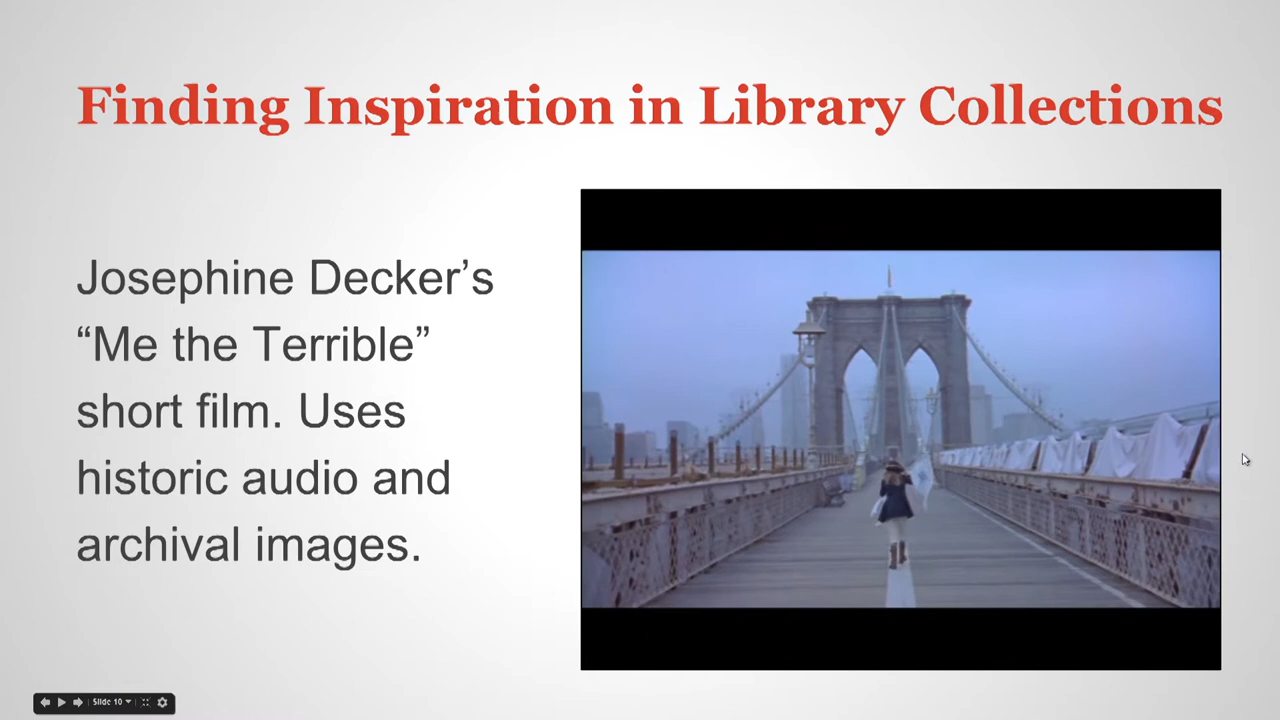 Finding Inspiration in Library Collections
Josephine Decker’s
“Me the Terrible”
short film. Uses
historic audio and
archival images.
Slide 10